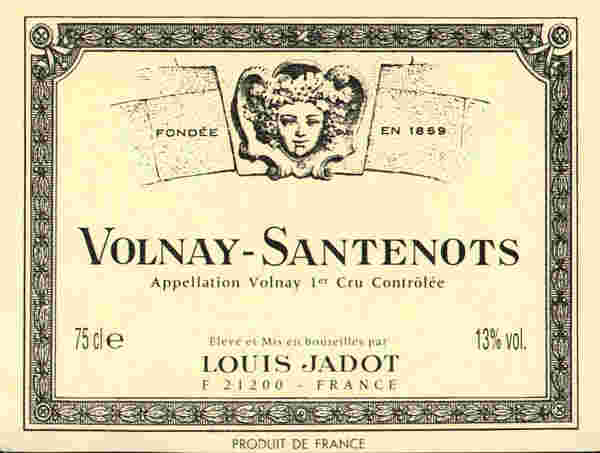 FONDÉE EN 1859
VOLNAY-SANTENOTS
Appellation Volnay 1er Cru Contrôlée
75 cl e
Elevé et Mis en bouteilles par
13% vol.
LOUIS JADOT
F 21200 - FRANCE
PRODUIT DE FRANCE